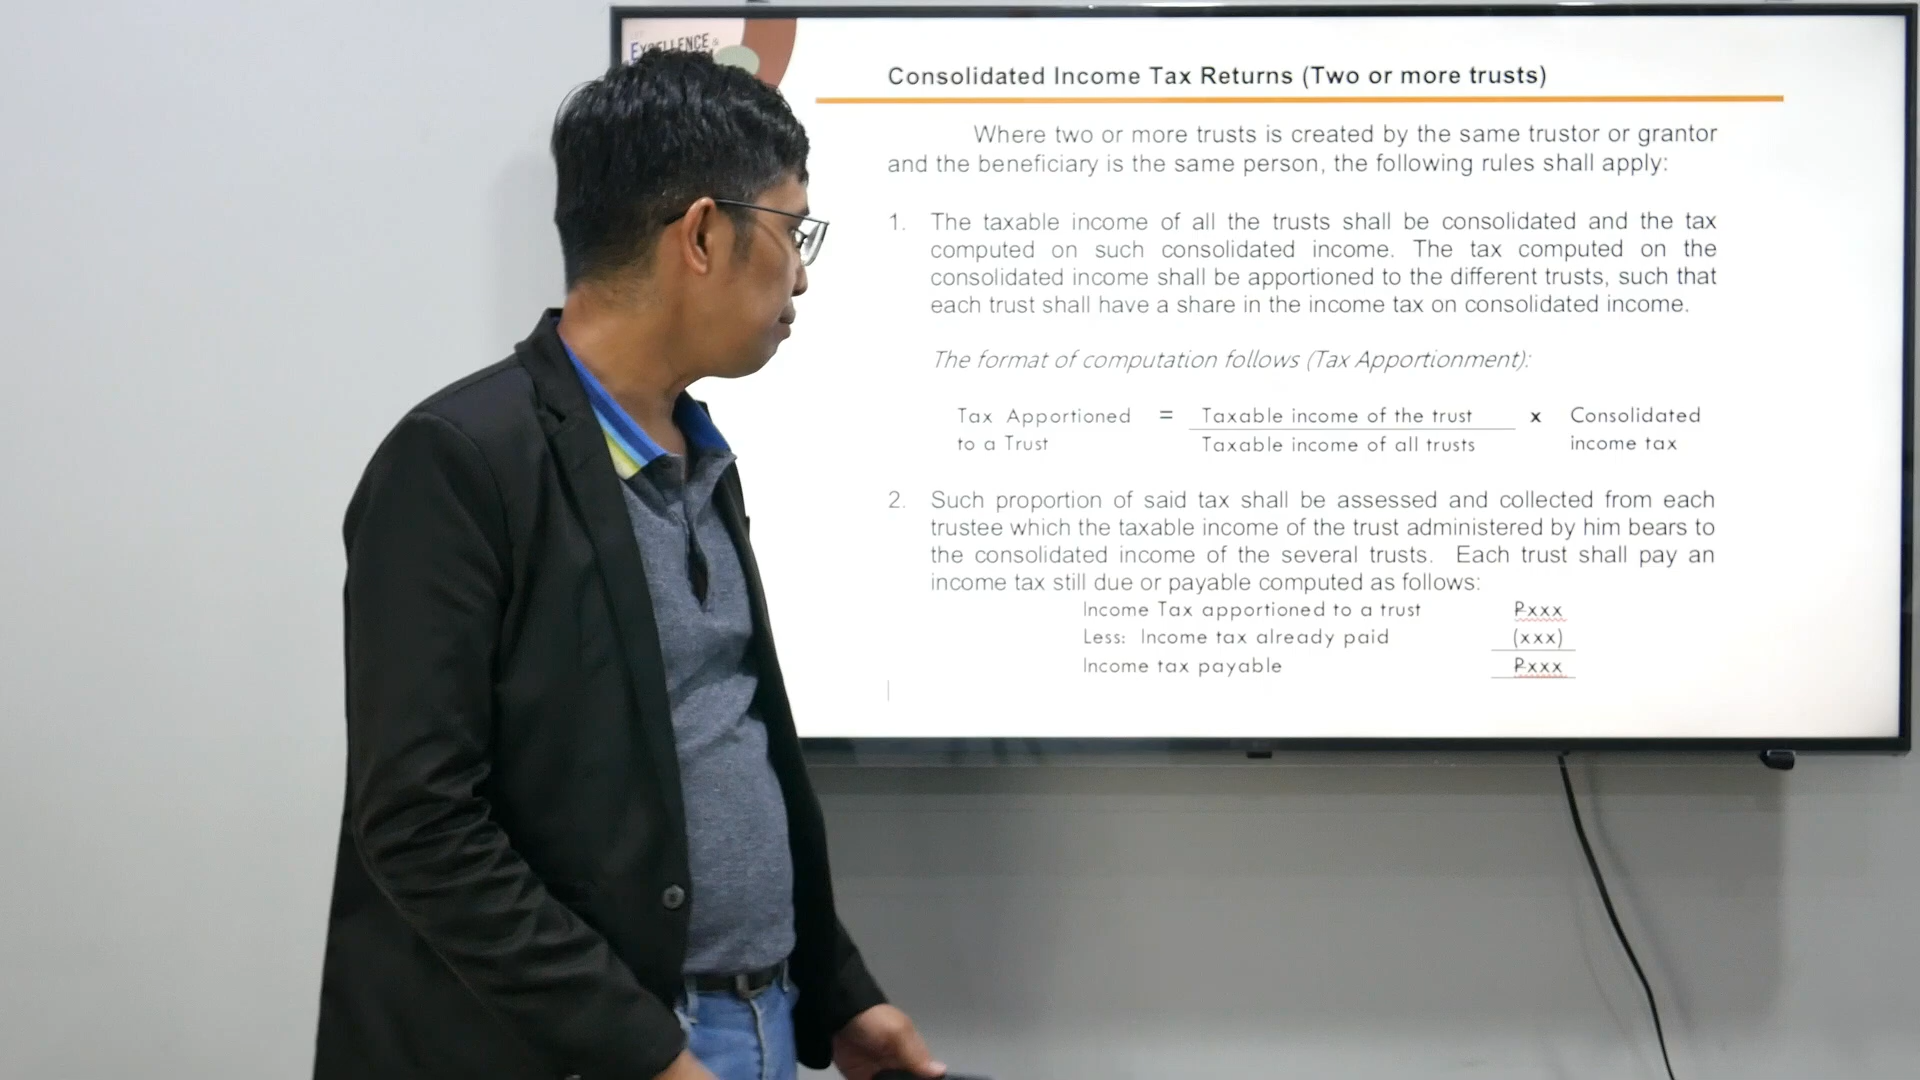 EXCELLENCE
Consolidated Income Tax Returns (Two or more trusts)
Where two or more trusts is created by the same trustor or grantor
and the beneficiary is the same person, the following rules shall apply:
1. The taxable income of all the trusts shall be consolidated and the tax
computed on such consolidated income. The tax computed on the
consolidated income shall be apportioned to the different trusts, such that
each trust shall have a share in the income tax on consolidated income.
The format of computation follows (Tax Apportionment):
Tax Apportioned = Taxable income of the trust x Consolidated
to a Trust Taxable income of all trusts income tax
2. Such proportion of said tax shall be assessed and collected from each
trustee which the taxable income of the trust administered by him bears to
the consolidated income of the several trusts. Each trust shall pay an
income tax still due or payable computed as follows:
Income Tax apportioned to a trust ₱xxx
Less: Income tax already paid (xxx)
Income tax payable ₱xxx